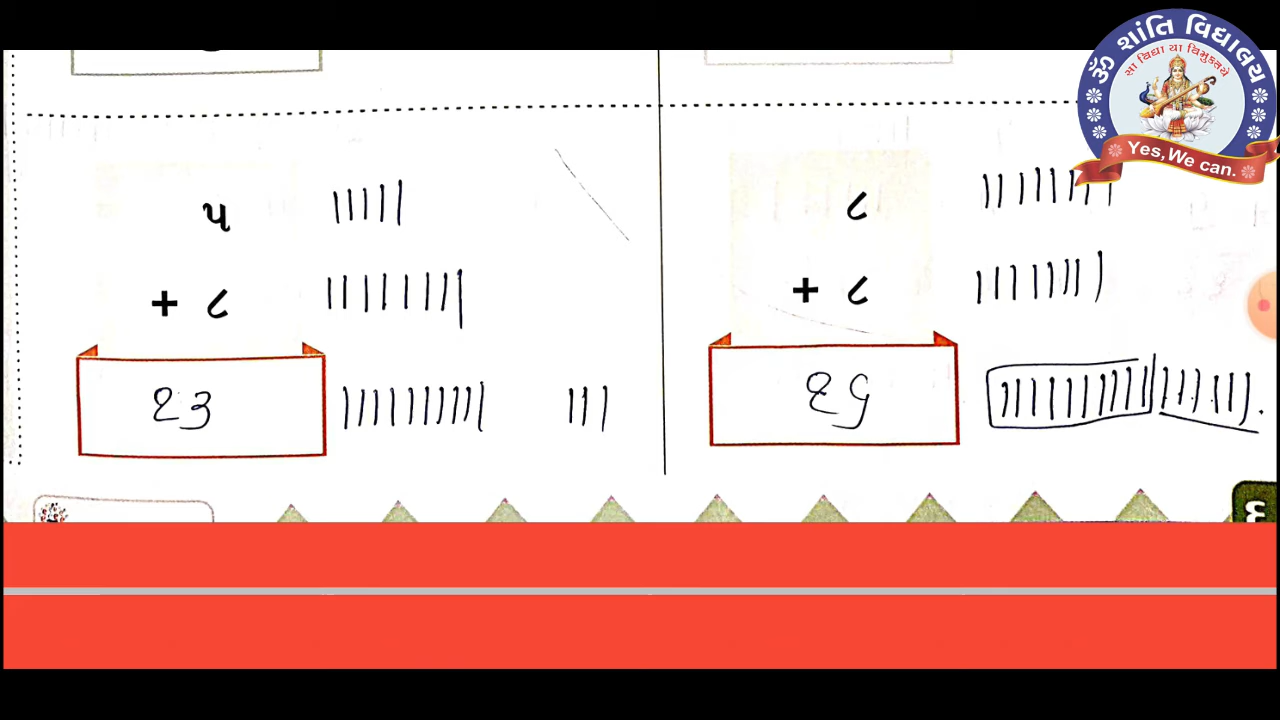 ૐ શાંતિ વિદ્યાલય
સા વિદ્યા યા વિમુક્તયે
Yes, We can.
૫
+ ૮
૧૩
૮
+ ૮
૧૬